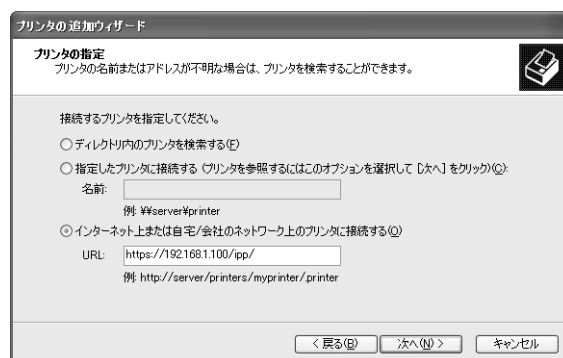 プリンタの追加ウィザード
プリンタの指定
プリンタの名前またはアドレスが不明な場合は、プリンタを検索することができます。
接続するプリンタを指定してください。
ディレクトリ内のプリンタを検索する(F)
指定したプリンタに接続する (プリンタを参照するにはこのオプションを選択して [次へ] をクリック)(C):
名前:
例: ¥¥server¥printer
インターネット上または自宅/会社のネットワーク上のプリンタに接続する(O)
URL: https://192.168.1.100/ipp/
例: http://server/printers/myprinter/.printer
< 戻る(B) 次へ(N) > キャンセル